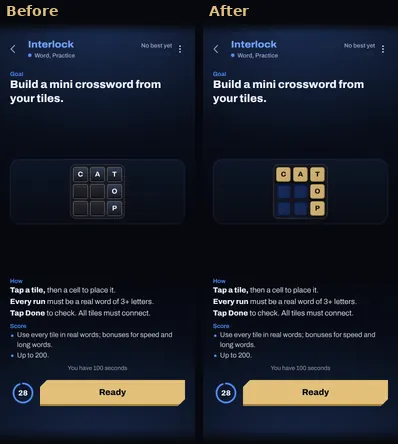 Before
Interlock
Word, Practice
No best yet
Goal
Build a mini crossword from
your tiles.
C A T
O
P
How
Tap a tile, then a cell to place it.
Every run must be a real word of 3+ letters.
Tap Done to check. All tiles must connect.
Score
• Use every tile in real words; bonuses for speed and
long words.
• Up to 200.
You have 100 seconds
28
Ready
After
Interlock
Word, Practice
No best yet
Goal
Build a mini crossword from
your tiles.
C A T
O
P
How
Tap a tile, then a cell to place it.
Every run must be a real word of 3+ letters.
Tap Done to check. All tiles must connect.
Score
• Use every tile in real words; bonuses for speed and
long words.
• Up to 200.
You have 100 seconds
28
Ready